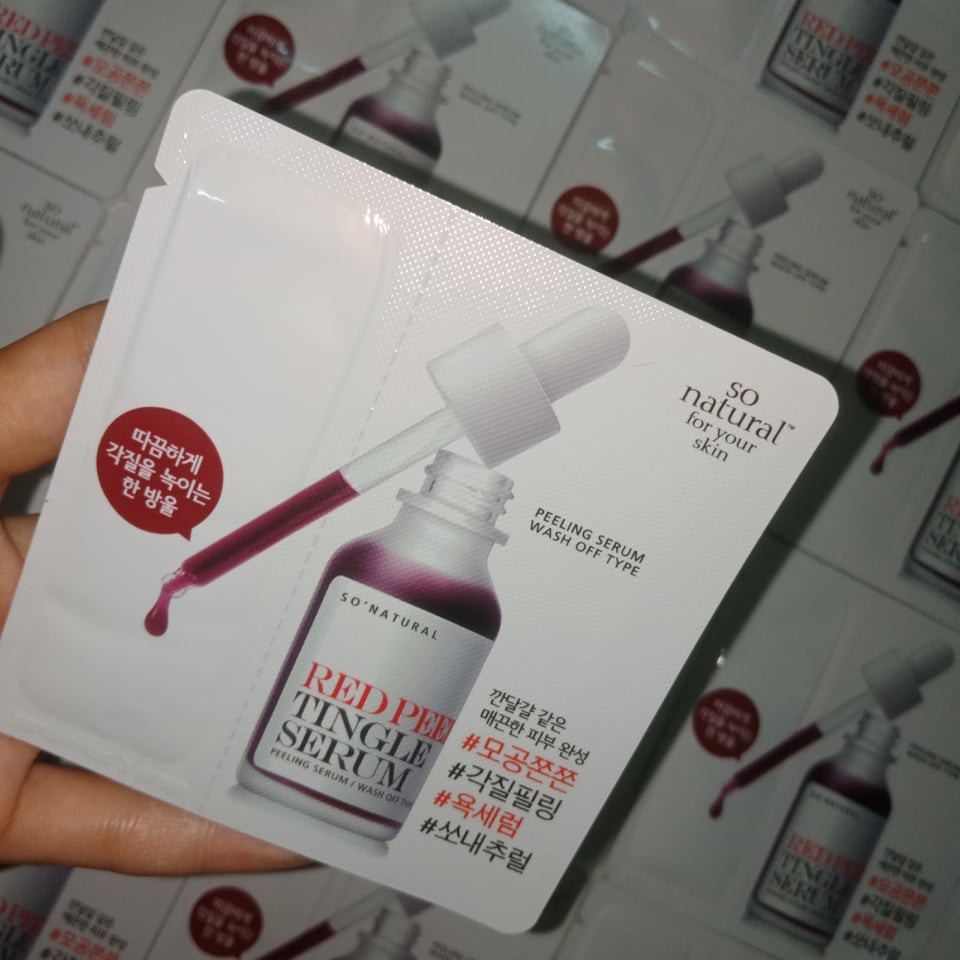 so
natural™
for your
skin
PEELING SERUM
WASH OFF TYPE
따끔하게
각질을 녹이는
한 방울
SO'NATURAL
RED PEEL
TINGLE
SERUM
PEELING SERUM / WASH OFF TYPE
깐달걀 같은
매끈한 피부 완성
#모공쫀쫀
#각질필링
#욕세럼
#쏘내추럴